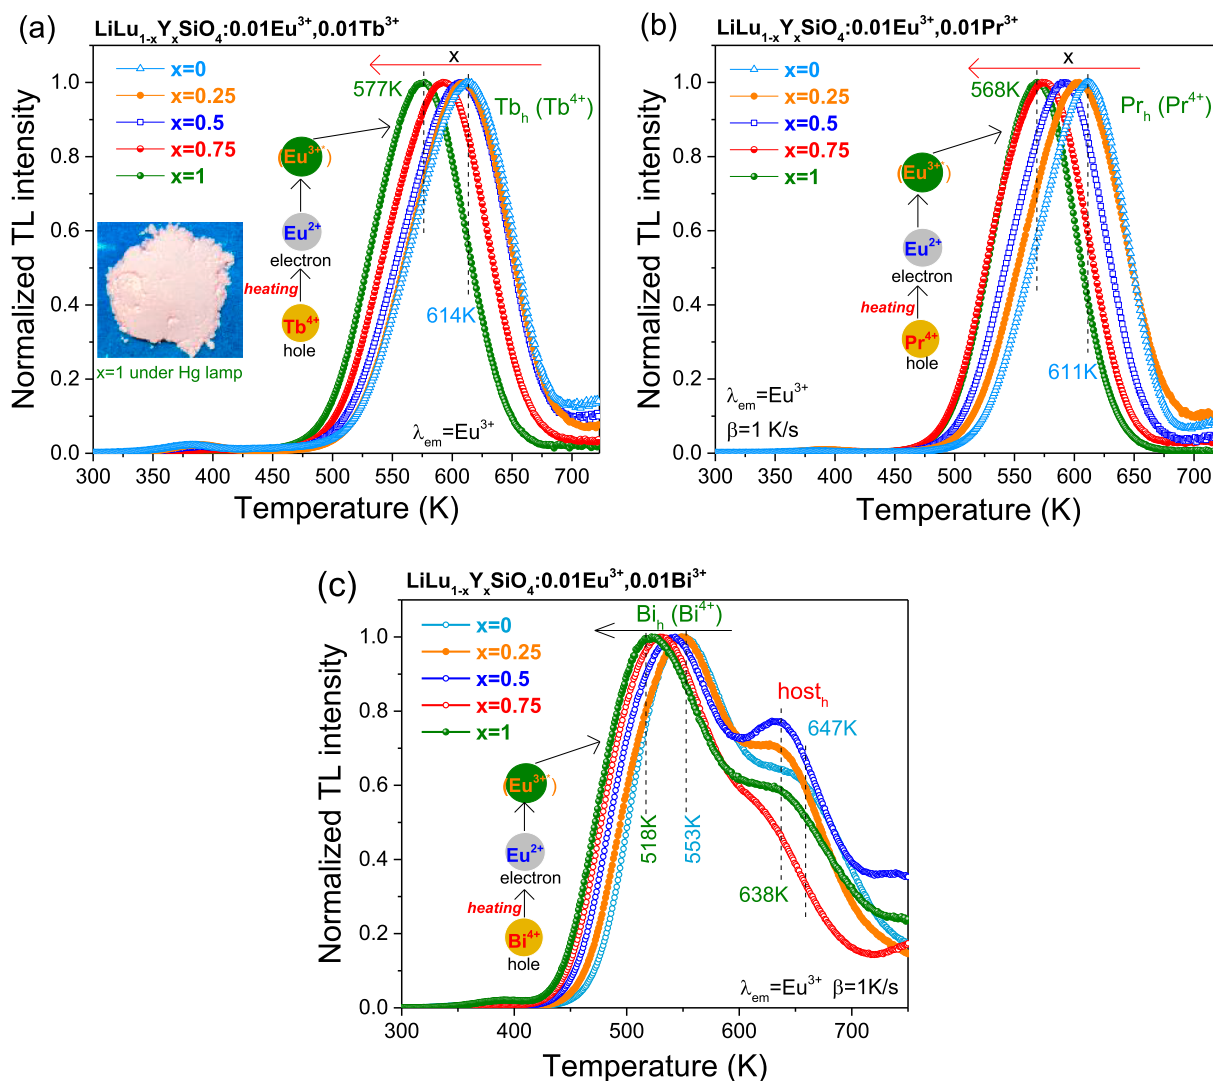 (a)
LiLu1-xYxSiO4:0.01Eu3+,0.01Tb3+
x
x=0
x=0.25
x=0.5
x=0.75
x=1
577K
Tbh (Tb4+)
(Eu3+*)
Eu2+
electron
heating
Tb4+
hole
614K
x=1 under Hg lamp
λem=Eu3+
Normalized TL intensity
0.0
0.2
0.4
0.6
0.8
1.0
300 350 400 450 500 550 600 650 700
Temperature (K)
(b)
LiLu1-xYxSiO4:0.01Eu3+,0.01Pr3+
x
x=0
x=0.25
x=0.5
x=0.75
x=1
568K
Prh (Pr4+)
(Eu3+*)
Eu2+
electron
heating
Pr4+
hole
611K
λem=Eu3+
β=1 K/s
Normalized TL intensity
0.0
0.2
0.4
0.6
0.8
1.0
300 350 400 450 500 550 600 650 700
Temperature (K)
(c)
LiLu1-xYxSiO4:0.01Eu3+,0.01Bi3+
Bih (Bi4+)
x=0
x=0.25
x=0.5
x=0.75
x=1
hosth
647K
(Eu3+*)
Eu2+
electron
heating
Bi4+
hole
518K
553K
638K
λem=Eu3+ β=1K/s
Normalized TL intensity
0.0
0.2
0.4
0.6
0.8
1.0
300 400 500 600 700
Temperature (K)